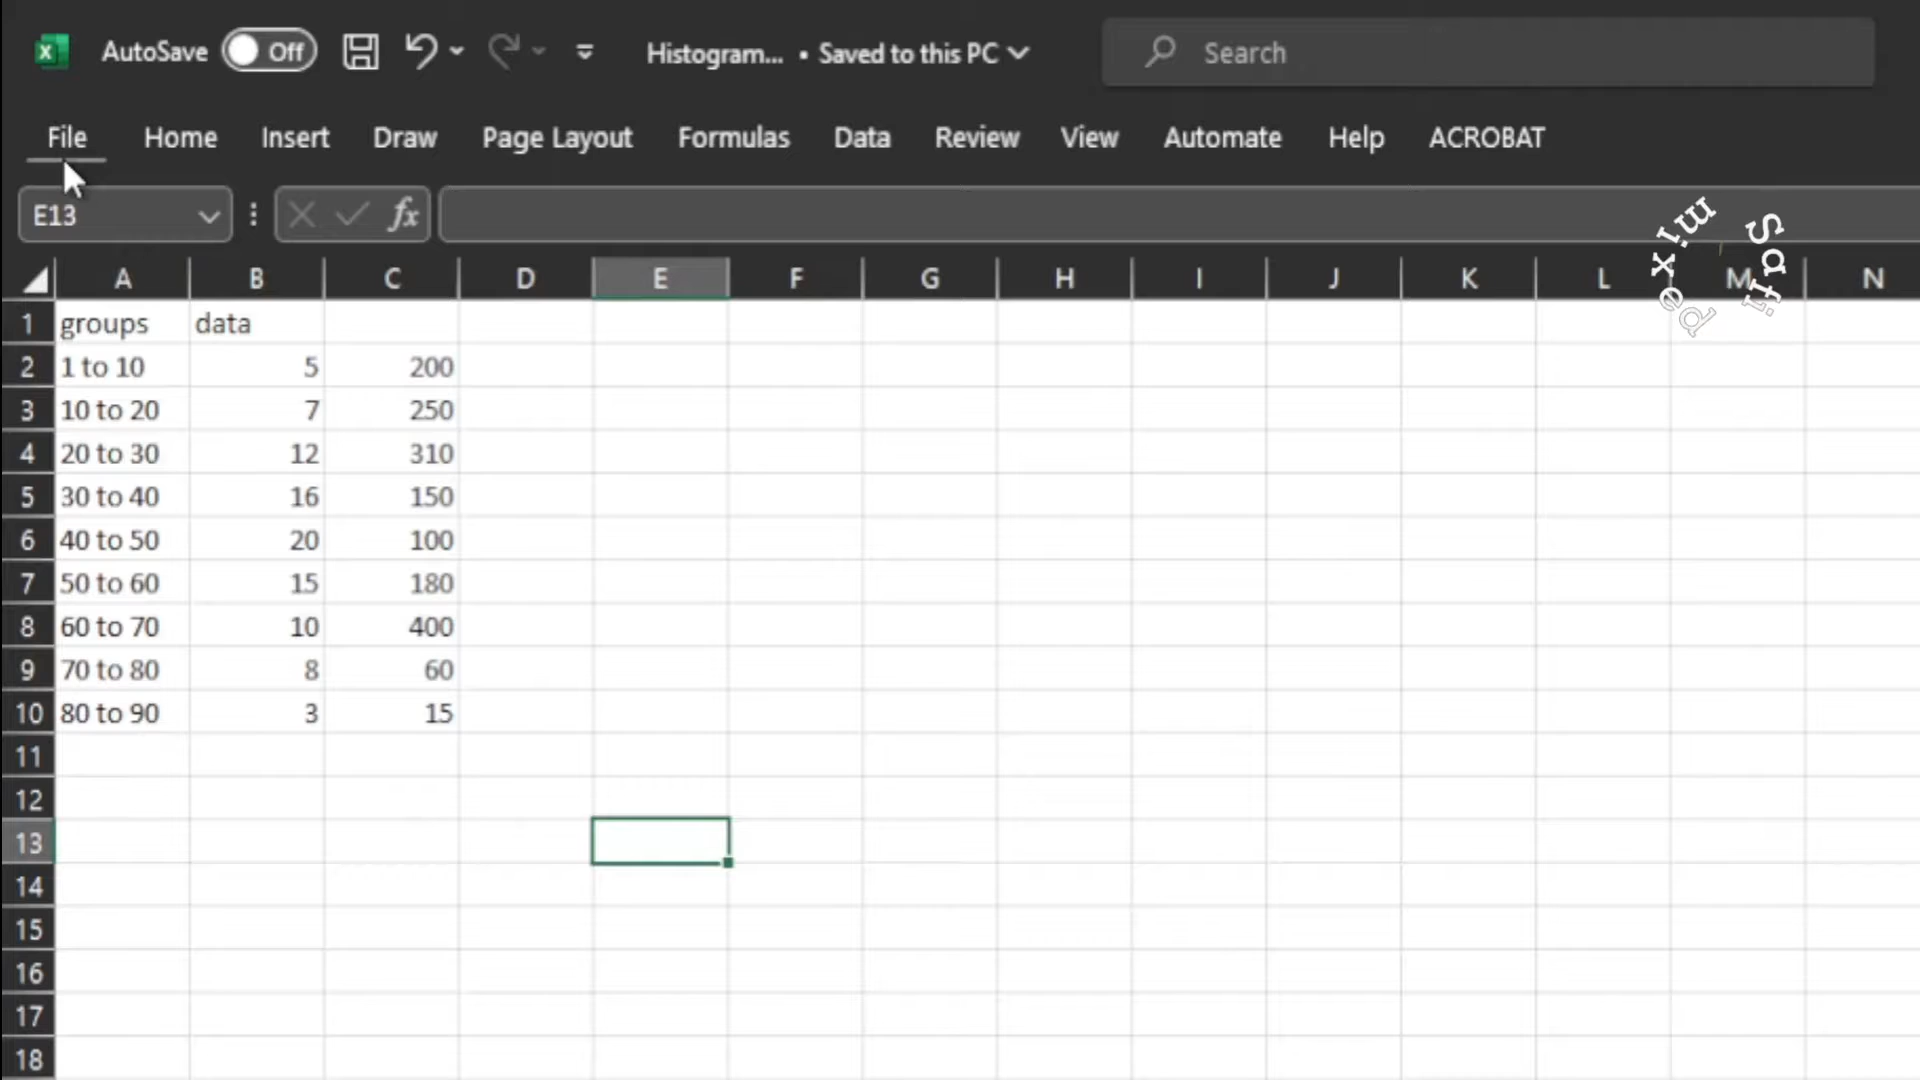 AutoSave Off Histogram... • Saved to this PC Search
File Home Insert Draw Page Layout Formulas Data Review View Automate Help ACROBAT
E13 fx
A B C D E F G H I J K L M N
1 groups data
2 1 to 10 5 200
3 10 to 20 7 250
4 20 to 30 12 310
5 30 to 40 16 150
6 40 to 50 20 100
7 50 to 60 15 180
8 60 to 70 10 400
9 70 to 80 8 60
10 80 to 90 3 15
11
12
13
14
15
16
17
18